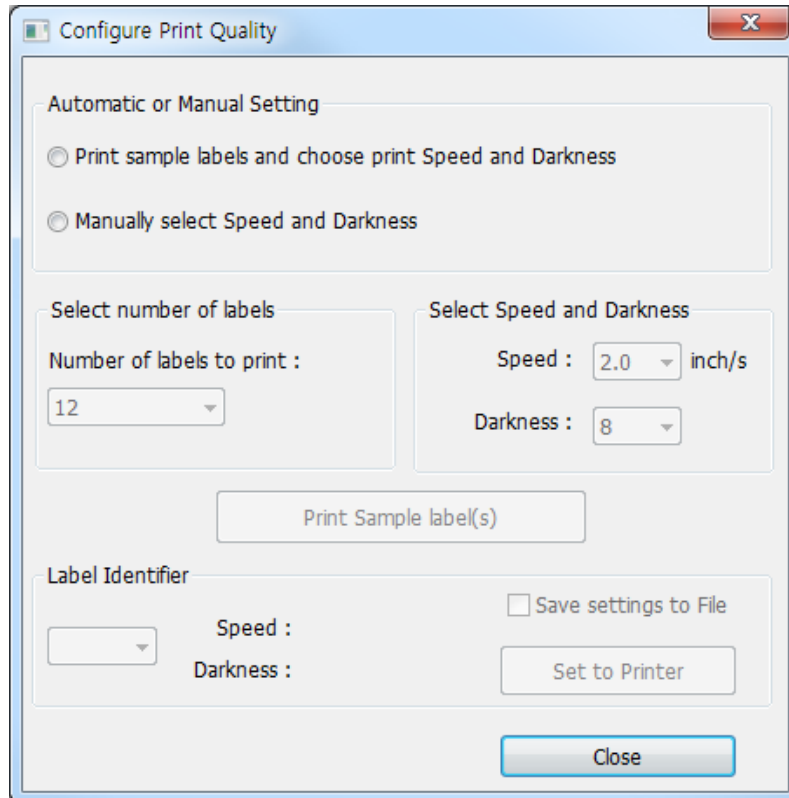 Configure Print Quality
Automatic or Manual Setting
Print sample labels and choose print Speed and Darkness
Manually select Speed and Darkness
Select number of labels
Number of labels to print :
12
Select Speed and Darkness
Speed : 2.0 inch/s
Darkness : 8
Print Sample label(s)
Label Identifier
Speed :
Darkness :
Save settings to File
Set to Printer
Close